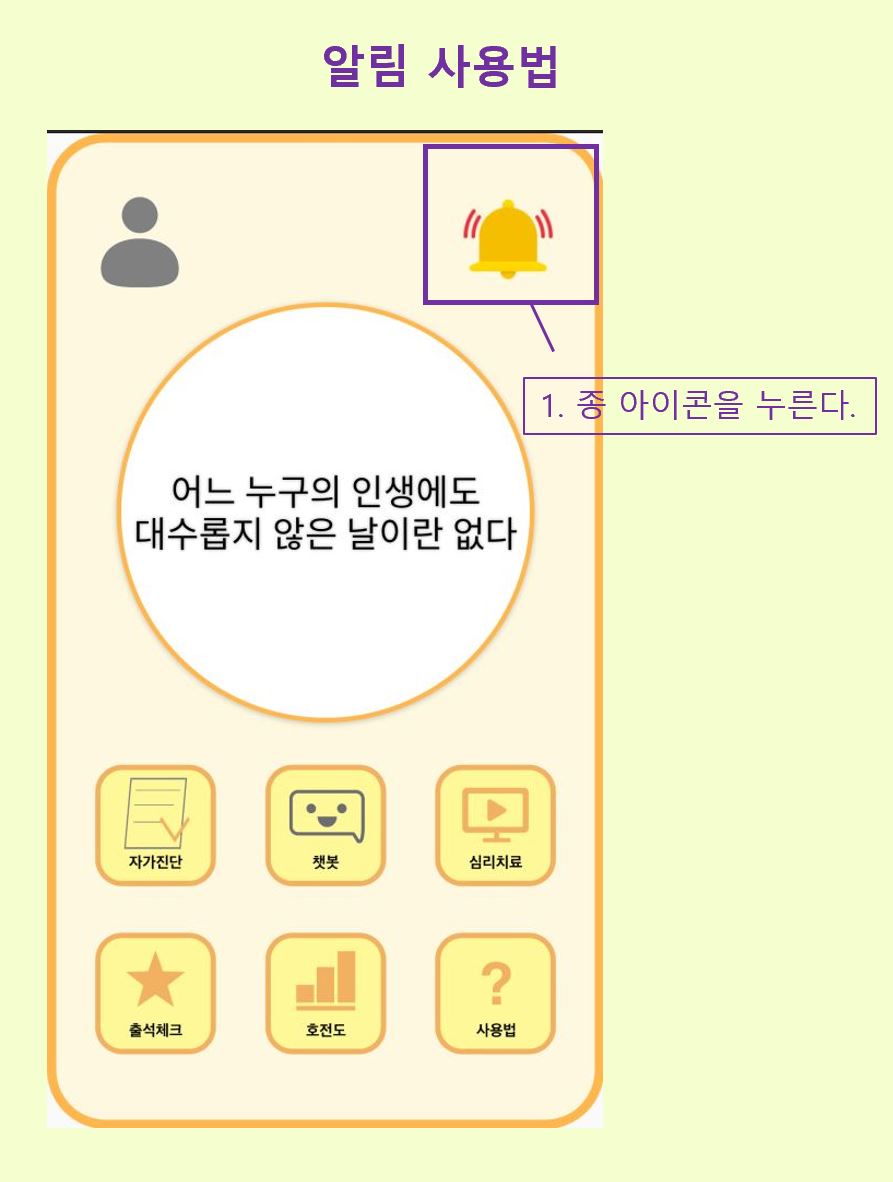 알림 사용법
1. 종 아이콘을 누른다.
어느 누구의 인생에도
대수롭지 않은 날이란 없다
자가진단
챗봇
심리치료
출석체크
호전도
?
사용법